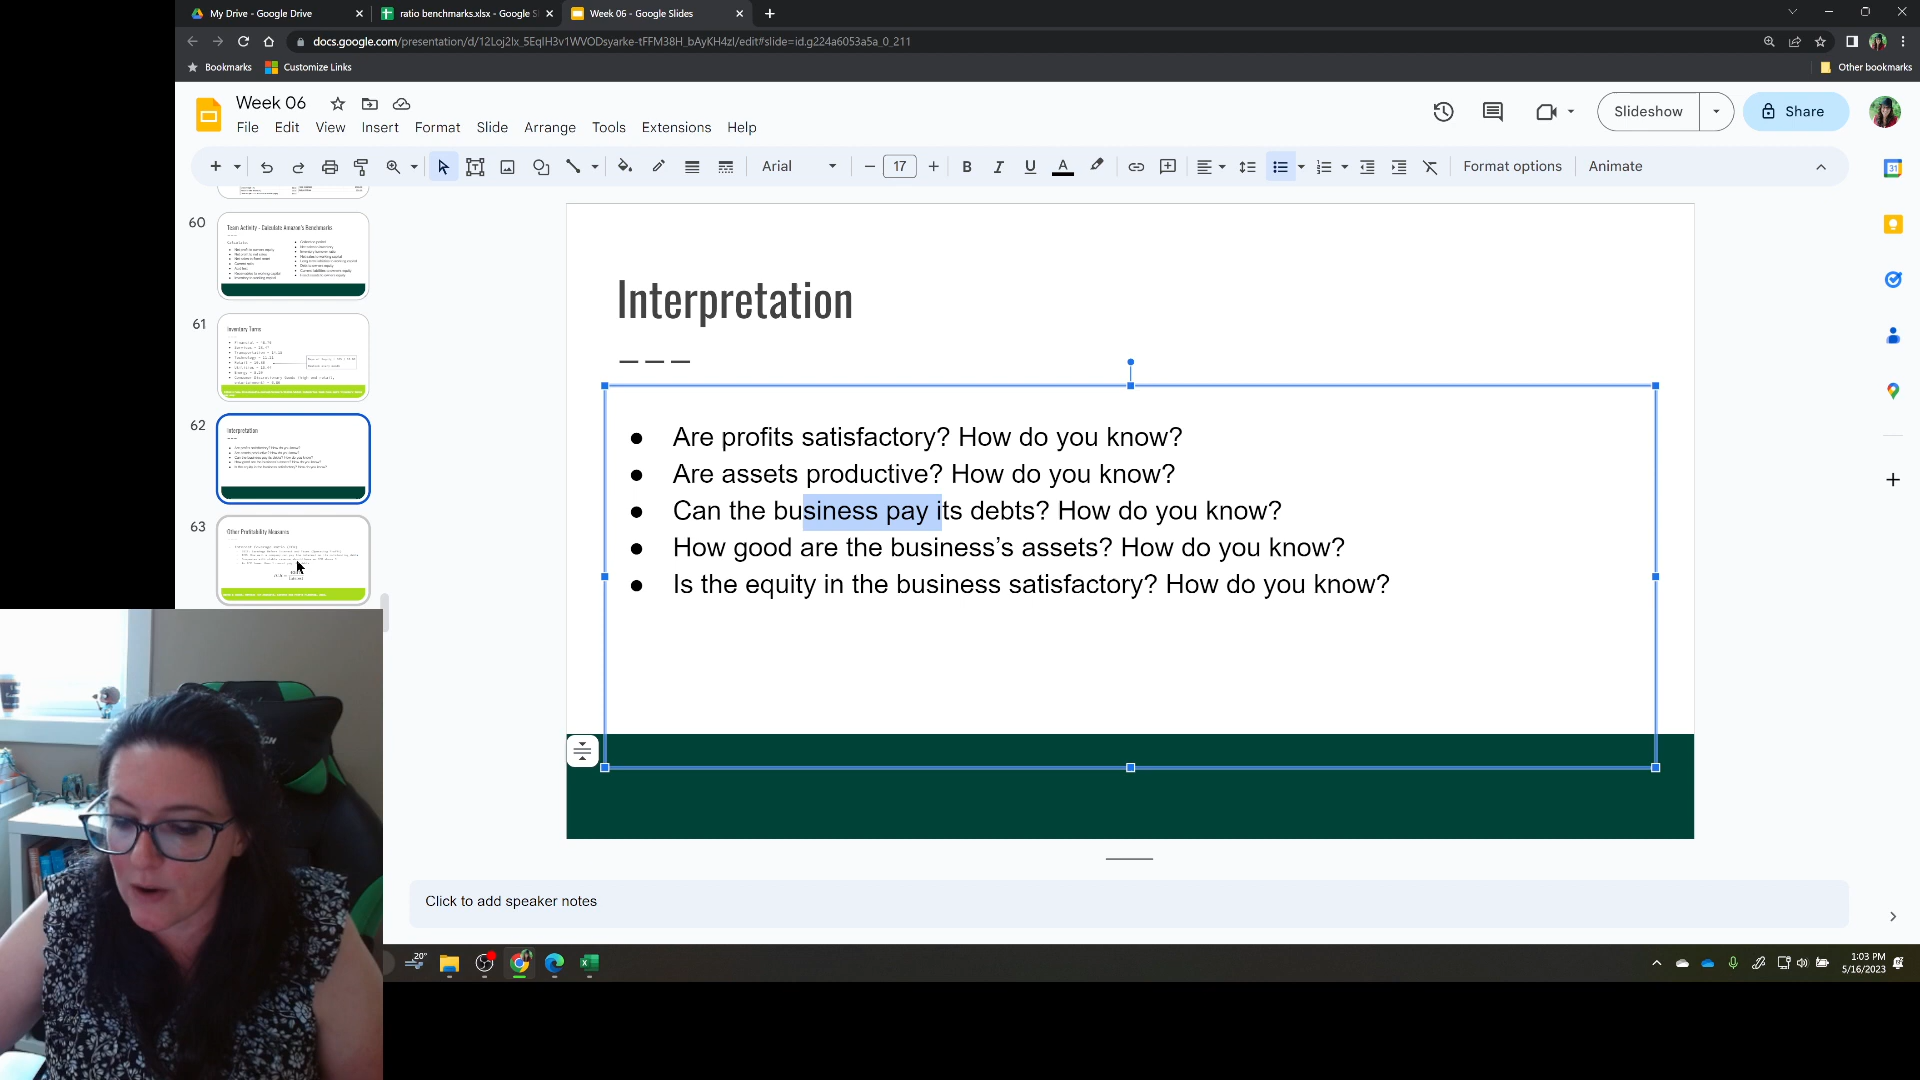 My Drive - Google Drive
ratio benchmarks.xlsx - Google S
Week 06 - Google Slides
docs.google.com/presentation/d/12Loj2lx_5EqIH3v1WVODsyarke-tFFM38H_bAyKH4zI/edit#slide=id.g224a6053a5a_0_211
Bookmarks
Customize Links
Other bookmarks
Week 06
File Edit View Insert Format Slide Arrange Tools Extensions Help
Slideshow
Share
Arial
17
Format options
Animate
60
Team Activity - Calculate Amazon's Benchmarks
61
Inventory Turns
62
Interpretation
63
Other Profitability Measures
Interpretation
● Are profits satisfactory? How do you know?
● Are assets productive? How do you know?
● Can the business pay its debts? How do you know?
● How good are the business's assets? How do you know?
● Is the equity in the business satisfactory? How do you know?
Click to add speaker notes
31
20°
1:03 PM
5/16/2023